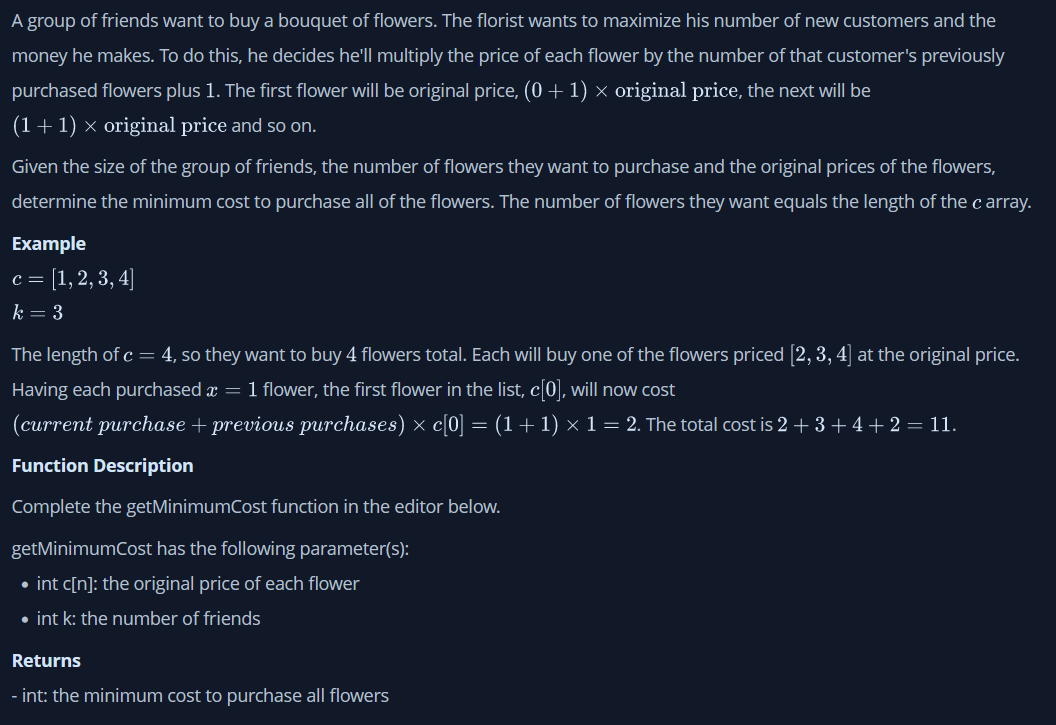 A group of friends want to buy a bouquet of flowers. The florist wants to maximize his number of new customers and the
money he makes. To do this, he decides he'll multiply the price of each flower by the number of that customer's previously
purchased flowers plus 1. The first flower will be original price, (0 + 1) × original price, the next will be
(1 + 1) × original price and so on.
Given the size of the group of friends, the number of flowers they want to purchase and the original prices of the flowers,
determine the minimum cost to purchase all of the flowers. The number of flowers they want equals the length of the c array.
Example
c = [1, 2, 3, 4]
k = 3
The length of c = 4, so they want to buy 4 flowers total. Each will buy one of the flowers priced [2, 3, 4] at the original price.
Having each purchased x = 1 flower, the first flower in the list, c[0], will now cost
(current purchase + previous purchases) × c[0] = (1 + 1) × 1 = 2. The total cost is 2 + 3 + 4 + 2 = 11.
Function Description
Complete the getMinimumCost function in the editor below.
getMinimumCost has the following parameter(s):
• int c[n]: the original price of each flower
• int k: the number of friends
Returns
- int: the minimum cost to purchase all flowers